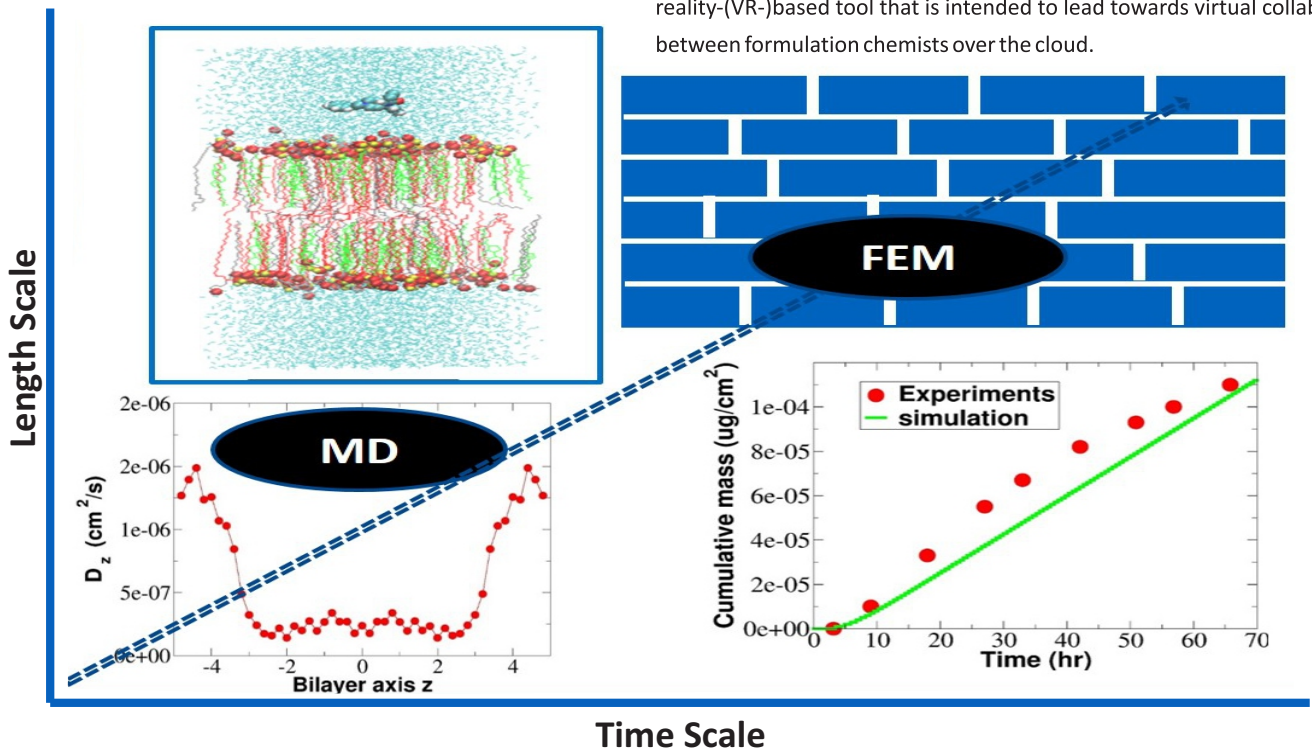 reality-(VR-)based tool that is intended to lead towards virtual
between formulation chemists over the cloud.
Length Scale
FEM
MD
2e-06
2e-06
1e-06
5e-07
0e+00
D z (cm²/s)
-4 -2 0 2 4
Bilayer axis z
Experiments
simulation
Cumulative mass (ug/cm²)
1e-04
8e-05
6e-05
4e-05
2e-05
0e+00
0 10 20 30 40 50 60 70
Time (hr)
Time Scale